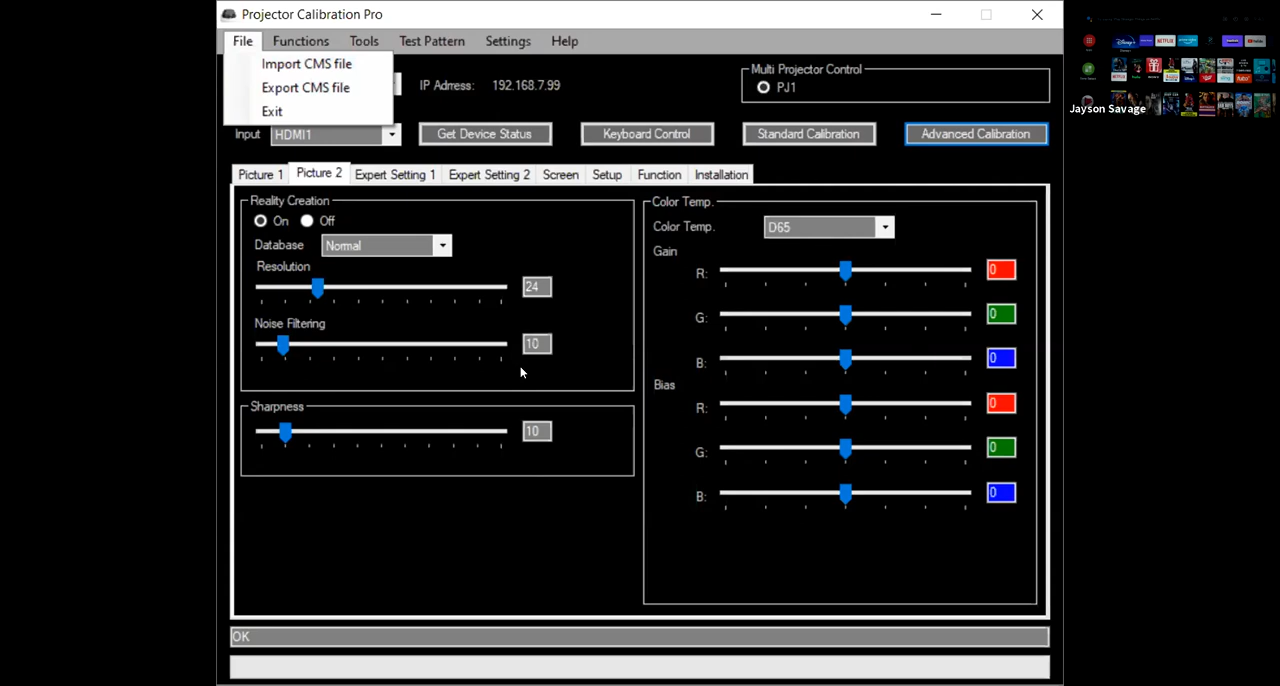 Projector Calibration Pro
File Functions Tools Test Pattern Settings Help
Import CMS file
Export CMS file
Exit
IP Adrress: 192.168.7.99
Multi Projector Control
PJ1
Input HDMI1 Get Device Status Keyboard Control Standard Calibration Advanced Calibration
Picture 1 Picture 2 Expert Setting 1 Expert Setting 2 Screen Setup Function Installation
Reality Creation
On Off
Database Normal
Resolution
24
Noise Filtering
10
Sharpness
10
Color Temp.
Color Temp. D65
Gain
R: 0
G: 0
B: 0
Bias
R: 0
G: 0
B: 0
OK
Disney+ NETFLIX
Jayson Savage